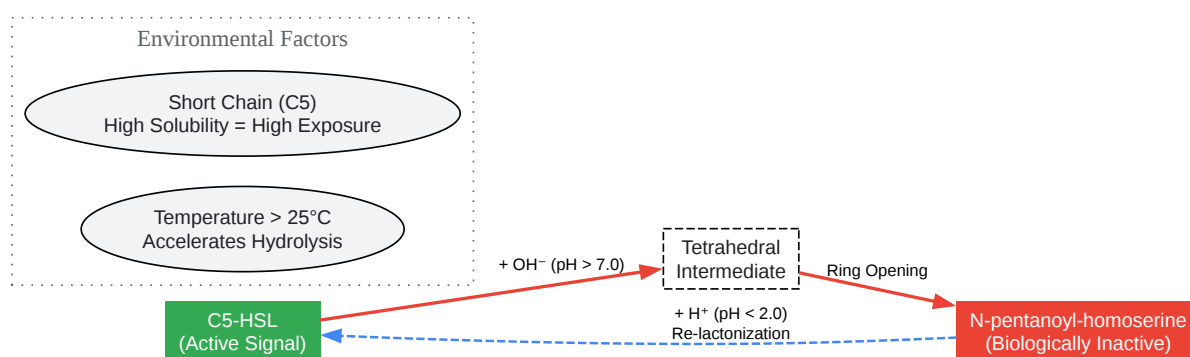 Environmental Factors
Short Chain (C5)
High Solubility = High Exposure
Temperature > 25°C
Accelerates Hydrolysis
+ OH⁻ (pH > 7.0)
Tetrahedral
Intermediate
Ring Opening
C5-HSL
(Active Signal)
+ H⁺ (pH < 2.0)
Re-lactonization
N-pentanoyl-homoserine
(Biologically Inactive)